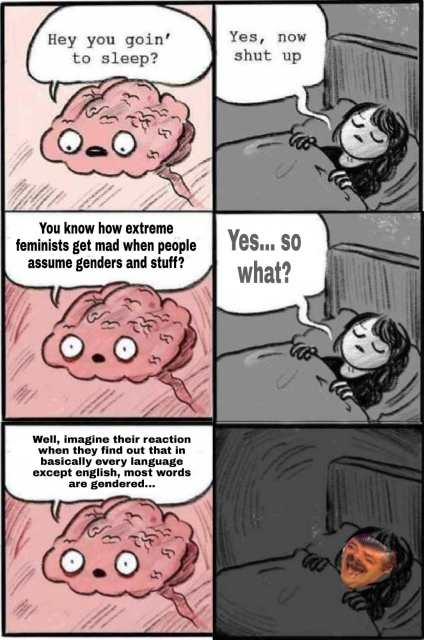 Hey you goin'
to sleep?
Yes, now
shut up
You know how extreme
feminists get mad when people
assume genders and stuff?
Yes... so
what?
Well, imagine their reaction
when they find out that in
basically every language
except english, most words
are gendered...